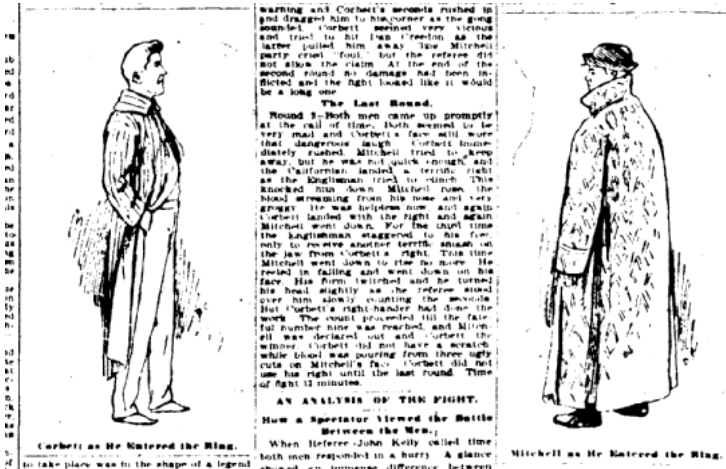 warning and Corbett's seconds rushed in
and dragged him to his corner as the gong
sounded. Corbett seemed very vicious
and tried to hit Dan Creedon as the
latter pulled him away. The Mitchell
party cried "foul," but the referee did
not allow the claim. At the end of the
second round no damage had been in-
flicted and the fight looked like it would
be a long one
The Last Round.
Round 3—Both men came up promptly
at the call of time. Both seemed to be
very mad and Corbett's face still wore
that dangerous laugh Corbett imme-
diately rushed. Mitchell tried to keep
away, but he was not quick enough, and
the Californian landed a terrific right
as the Englisman tried to clinch This
knocked him down Mitchell rose, the
blood streaming from his nose and very
groggy He was helpless now, and again
Corbett landed with the right and again
Mitchell went down. For the third time
the Englishman staggered to his feet,
only to receive another terrific smash on
the jaw from Corbett's right. This time
Mitchell went down to rise no more. He
reeled in falling and went down on his
face. His form twitched and he turned
his head slightly as the referee stood
over him slowly counting the seconds.
But Corbett's right-hander had done the
work. The count proceeded till the fate-
ful number nine was reached, and Mitch-
ell was declared out and Corbett the
winner. Corbett did not have a scratch
while blood was pouring from three ugly
cuts on Mitchell's face Corbett did not
use his right until the last round. Time
of fight 12 minutes.
AN ANALYSIS OF THE FIGHT.
How a Spectator Viewed the Battle
Between the Men.
When Referee John Kelly called time
both men responded in a hurry. A glance
showed an immense difference between
Corbett as He Entered the Ring.
to take place was in the shape of a legend
Mitchell as He Entered the Ring.